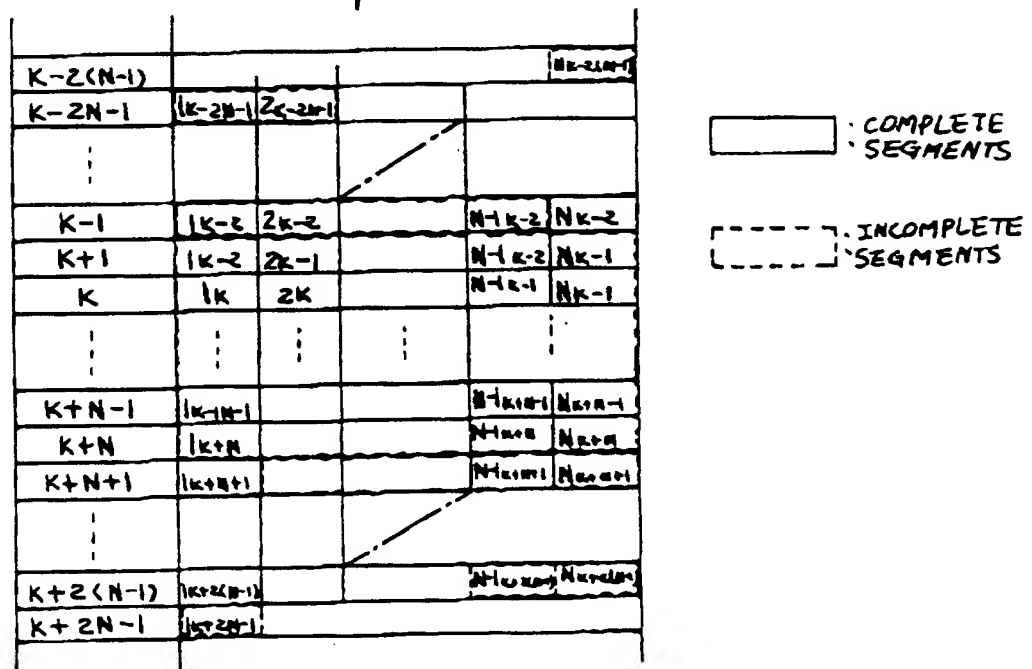 K-2(N-1) NK-2(N-1)
K-2N-1 1K-2N-1 2K-2N+1
K-1 1K-2 2K-2 N-1K-2 NK-2
K+1 1K-2 2K-1 N-1K-2 NK-1
K 1K 2K N-1K-1 NK-1
K+N-1 1K+N-1 N-1K+N-1 NK+N-1
K+N 1K+N N-1K+N NK+N
K+N+1 1K+N+1 N-1K+N+1 NK+N+1
K+2(N-1) 1K+2(N-1)
K+2N-1 1K+2N-1
: COMPLETE
SEGMENTS
: INCOMPLETE
SEGMENTS